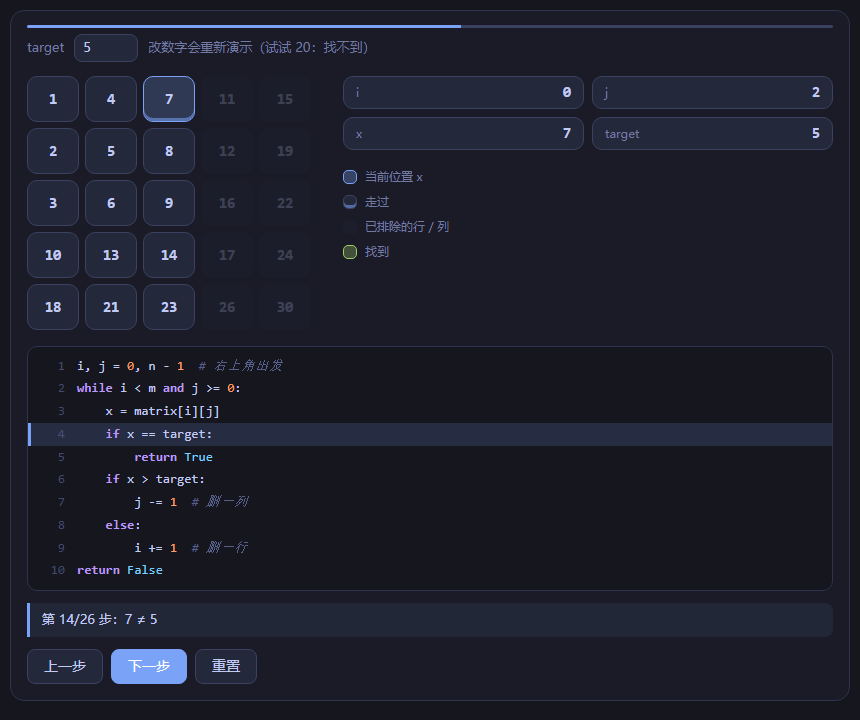 target 5 改数字会重新演示（试试 20：找不到）
1 4 7 11 15
2 5 8 12 19
3 6 9 16 22
10 13 14 17 24
18 21 23 26 30
i 0 j 2
x 7 target 5
当前位置 x
走过
已排除的行 / 列
找到
1 i, j = 0, n - 1  # 右上角出发
2 while i < m and j >= 0:
3     x = matrix[i][j]
4     if x == target:
5         return True
6     if x > target:
7         j -= 1  # 删一列
8     else:
9         i += 1  # 删一行
10 return False
第 14/26 步：7 ≠ 5
上一步 下一步 重置